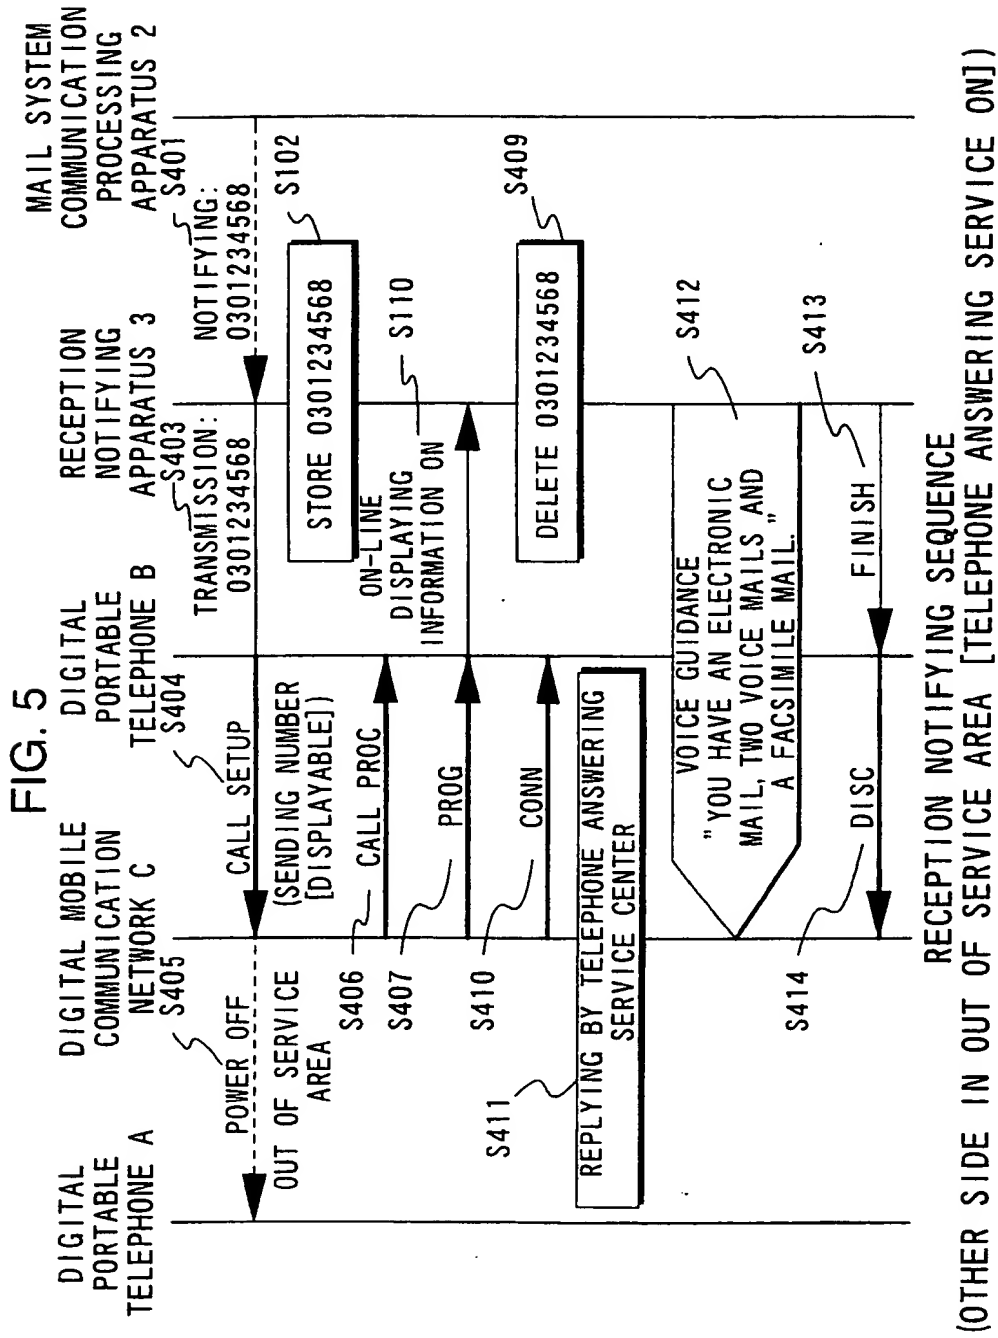 FIG. 5
DIGITAL
PORTABLE
TELEPHONE A
DIGITAL MOBILE
COMMUNICATION
NETWORK C
DIGITAL
PORTABLE
TELEPHONE B
RECEPTION
NOTIFYING
APPARATUS 3
MAIL SYSTEM
COMMUNICATION
PROCESSING
APPARATUS 2
S405
S404
S403
S401
POWER OFF
CALL SETUP
TRANSMISSION:
0301234568
NOTIFYING:
0301234568
OUT OF SERVICE
AREA
(SENDING NUMBER
[DISPLAYABLE])
STORE 0301234568
S102
S406
CALL PROC
ON-LINE
DISPLAYING
INFORMATION ON
S110
S407
PROG
S410
CONN
DELETE 0301234568
S409
S411
REPLYING BY TELEPHONE ANSWERING
SERVICE CENTER
VOICE GUIDANCE
"YOU HAVE AN ELECTRONIC
MAIL, TWO VOICE MAILS AND
A FACSIMILE MAIL."
S412
S414
DISC
FINISH
S413
RECEPTION NOTIFYING SEQUENCE
(OTHER SIDE IN OUT OF SERVICE AREA [TELEPHONE ANSWERING SERVICE ON])